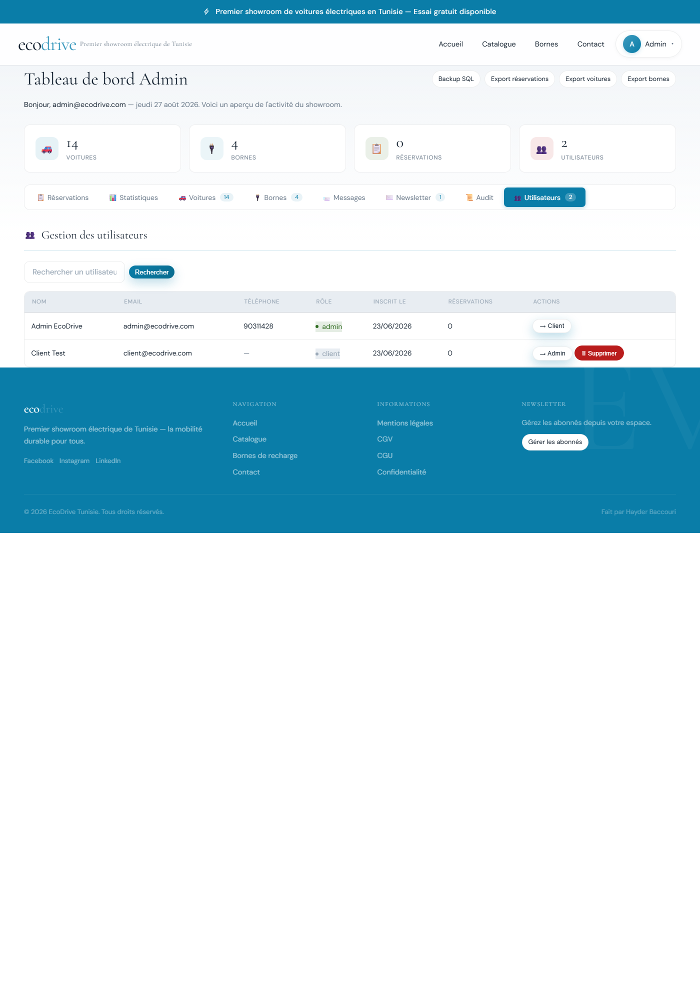 Premier showroom de voitures électriques en Tunisie — Essai gratuit disponible
ecodrive Premier showroom électrique de Tunisie
Accueil Catalogue Bornes Contact A Admin
Tableau de bord Admin
Backup SQL Export réservations Export voitures Export bornes
Bonjour, admin@ecodrive.com — jeudi 27 août 2026. Voici un aperçu de l'activité du showroom.
14
VOITURES
4
BORNES
0
RÉSERVATIONS
2
UTILISATEURS
Réservations Statistiques Voitures 14 Bornes 4 Messages Newsletter 1 Audit Utilisateurs 2
Gestion des utilisateurs
Rechercher un utilisateu Rechercher
NOM EMAIL TÉLÉPHONE RÔLE INSCRIT LE RÉSERVATIONS ACTIONS
Admin EcoDrive admin@ecodrive.com 90311428 admin 23/06/2026 0 → Client
Client Test client@ecodrive.com — client 23/06/2026 0 → Admin Supprimer
EV
ecodrive
Premier showroom électrique de Tunisie — la mobilité
durable pour tous.
Facebook Instagram LinkedIn
NAVIGATION
Accueil
Catalogue
Bornes de recharge
Contact
INFORMATIONS
Mentions légales
CGV
CGU
Confidentialité
NEWSLETTER
Gérez les abonnés depuis votre espace.
Gérer les abonnés
© 2026 EcoDrive Tunisie. Tous droits réservés.
Fait par Hayder Baccouri